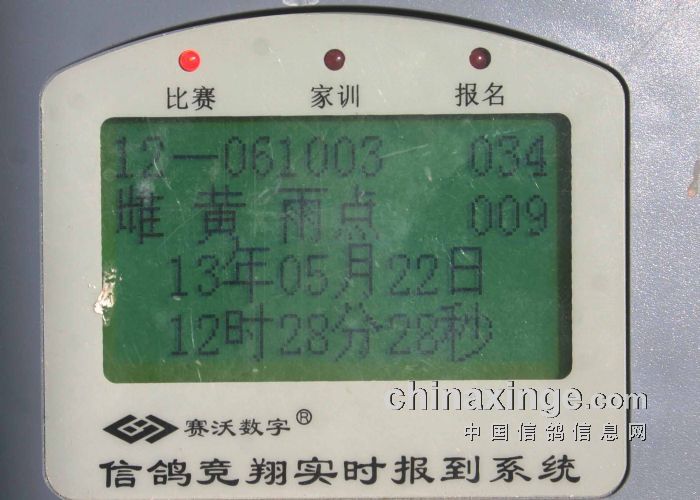 比赛 家训 报名
12—061003 034
雌 黄 雨点 009
13年05月22日
12时28分28秒
chinaxinge.com
赛沃数字®
中国信鸽信息网
信鸽竞翔实时报到系统